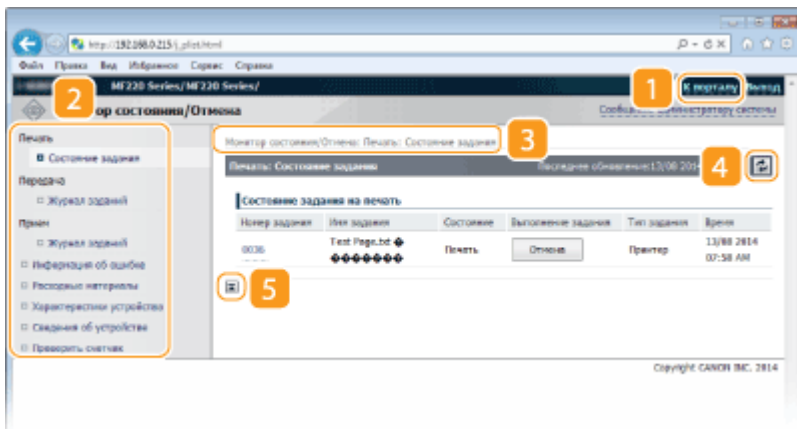 http://192.168.0.215/j_plist.html
Файл Правка Вид Избранное Сервис Справка
MF220 Series/MF220 Series/
1
К порталу Выход
2
ор состояния/Отмена
Печать
Состояние задания
Передача
Журнал заданий
Прием
Журнал заданий
Информация об ошибке
Расходные материалы
Характеристики устройства
Сведения об устройстве
Проверить счетчик
Монитор состояния/Отмена: Печать: Состояние задания
3
Печать: Состояние задания
Последнее обновление:13/08 201
4
Состояние задания на печать
Номер задания Имя задания Состояние Выполнение задания Тип задания Время
0036 Test Page.txt � ������� Печать Отмена Принтер 13/08 2014 07:58 AM
5
Copyright CANON INC. 2014